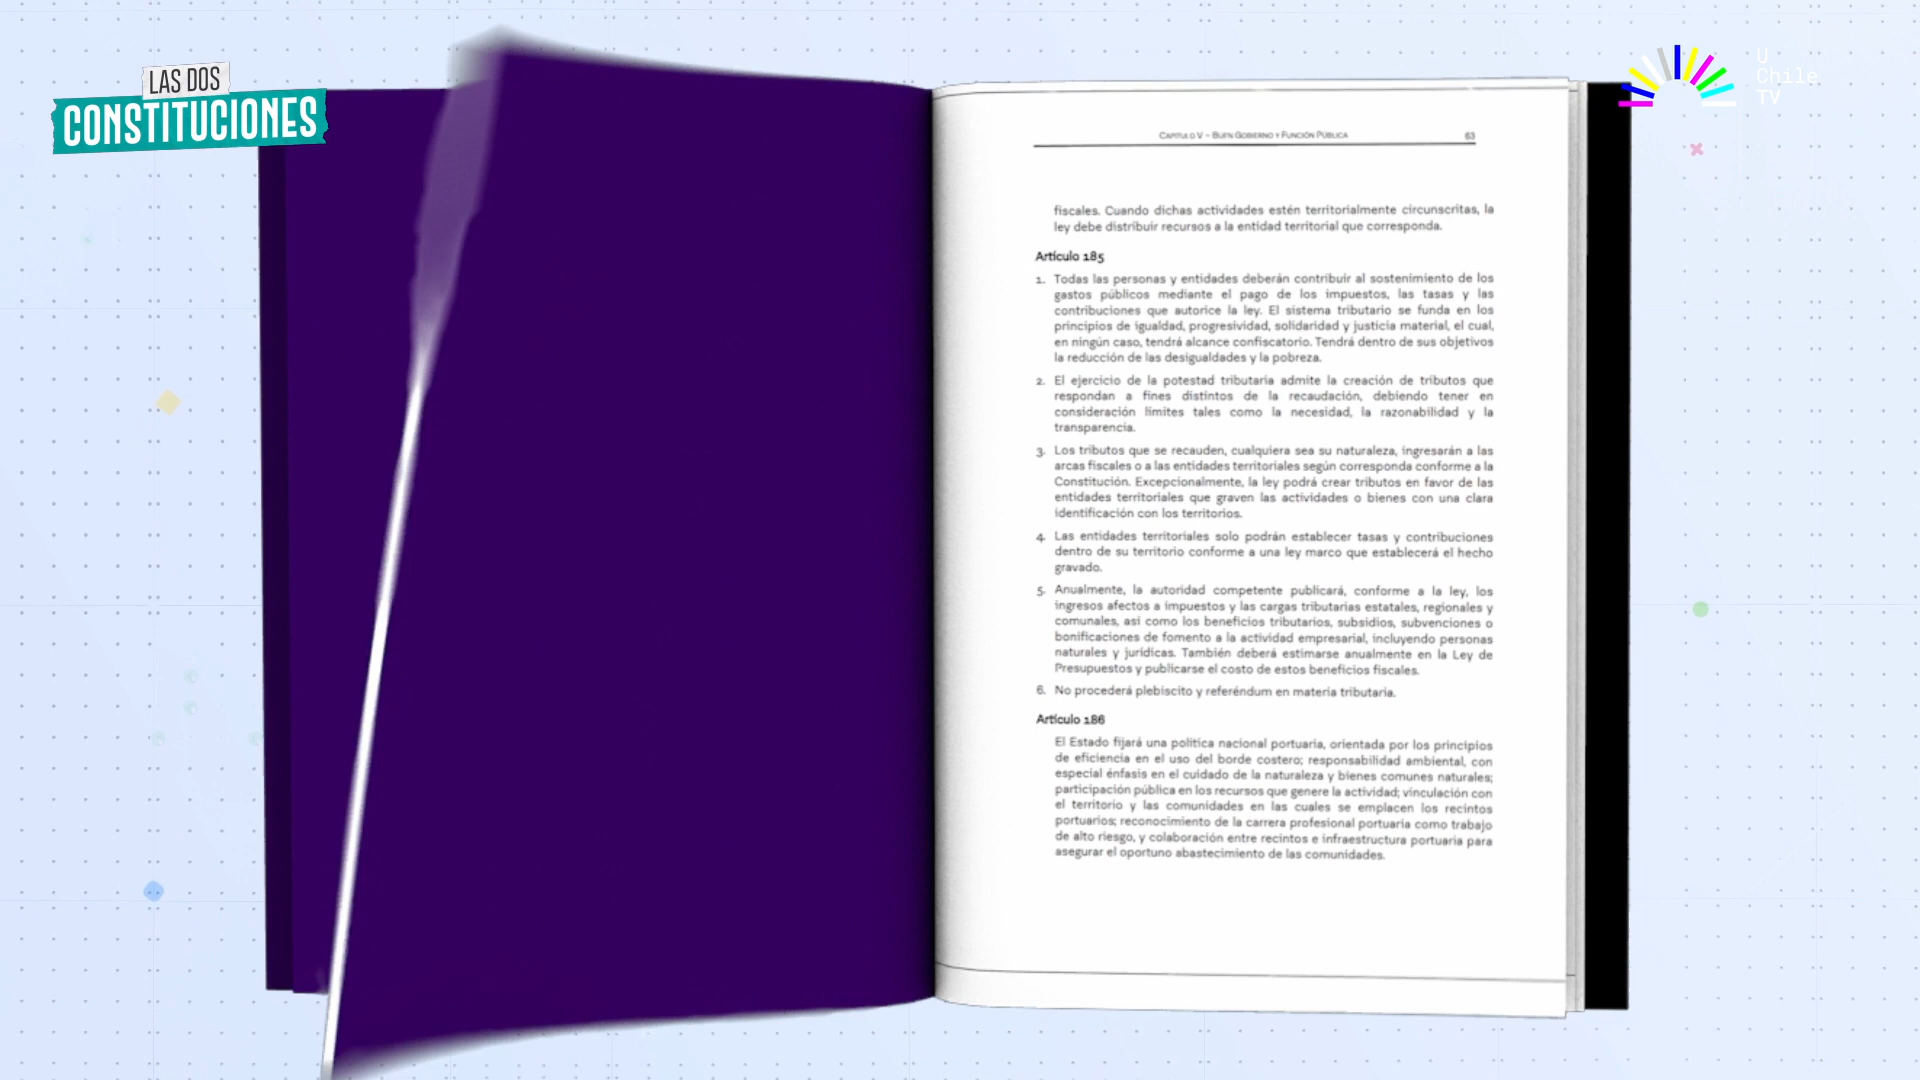 LAS DOS
CONSTITUCIONES
U
Chile
TV
Capítulo V – Buen Gobierno y Función Pública 63
fiscales. Cuando dichas actividades estén territorialmente circunscritas, la
ley debe distribuir recursos a la entidad territorial que corresponda.
Artículo 185
1. Todas las personas y entidades deberán contribuir al sostenimiento de los
gastos públicos mediante el pago de los impuestos, las tasas y las
contribuciones que autorice la ley. El sistema tributario se funda en los
principios de igualdad, progresividad, solidaridad y justicia material, el cual,
en ningún caso, tendrá alcance confiscatorio. Tendrá dentro de sus objetivos
la reducción de las desigualdades y la pobreza.
2. El ejercicio de la potestad tributaria admite la creación de tributos que
respondan a fines distintos de la recaudación, debiendo tener en
consideración límites tales como la necesidad, la razonabilidad y la
transparencia.
3. Los tributos que se recauden, cualquiera sea su naturaleza, ingresarán a las
arcas fiscales o a las entidades territoriales según corresponda conforme a la
Constitución. Excepcionalmente, la ley podrá crear tributos en favor de las
entidades territoriales que graven las actividades o bienes con una clara
identificación con los territorios.
4. Las entidades territoriales solo podrán establecer tasas y contribuciones
dentro de su territorio conforme a una ley marco que establecerá el hecho
gravado.
5. Anualmente, la autoridad competente publicará, conforme a la ley, los
ingresos afectos a impuestos y las cargas tributarias estatales, regionales y
comunales, así como los beneficios tributarios, subsidios, subvenciones o
bonificaciones de fomento a la actividad empresarial, incluyendo personas
naturales y jurídicas. También deberá estimarse anualmente en la Ley de
Presupuestos y publicarse el costo de estos beneficios fiscales.
6. No procederá plebiscito y referéndum en materia tributaria.
Artículo 186
El Estado fijará una política nacional portuaria, orientada por los principios
de eficiencia en el uso del borde costero; responsabilidad ambiental, con
especial énfasis en el cuidado de la naturaleza y bienes comunes naturales;
participación pública en los recursos que genere la actividad; vinculación con
el territorio y las comunidades en las cuales se emplacen los recintos
portuarios; reconocimiento de la carrera profesional portuaria como trabajo
de alto riesgo, y colaboración entre recintos e infraestructura portuaria para
asegurar el oportuno abastecimiento de las comunidades.